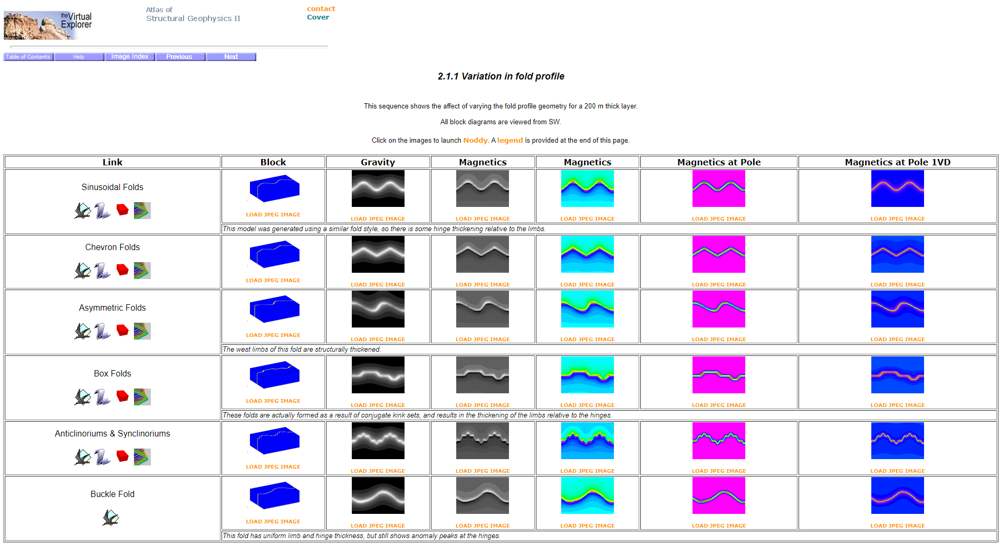 theVirtual
Explorer
Atlas of
Structural Geophysics II
contact
Cover
Table of Contents Help Image Index Previous Next
2.1.1 Variation in fold profile
This sequence shows the affect of varying the fold profile geometry for a 200 m thick layer.
All block diagrams are viewed from SW.
Click on the images to launch Noddy. A legend is provided at the end of this page.
Link Block Gravity Magnetics Magnetics Magnetics at Pole Magnetics at Pole 1VD
Sinusoidal Folds
LOAD JPEG IMAGE LOAD JPEG IMAGE LOAD JPEG IMAGE LOAD JPEG IMAGE LOAD JPEG IMAGE LOAD JPEG IMAGE
This model was generated using a similar fold style, so there is some hinge thickening relative to the limbs.
Chevron Folds
LOAD JPEG IMAGE LOAD JPEG IMAGE LOAD JPEG IMAGE LOAD JPEG IMAGE LOAD JPEG IMAGE LOAD JPEG IMAGE
Asymmetric Folds
LOAD JPEG IMAGE LOAD JPEG IMAGE LOAD JPEG IMAGE LOAD JPEG IMAGE LOAD JPEG IMAGE LOAD JPEG IMAGE
The west limbs of this fold are structurally thickened.
Box Folds
LOAD JPEG IMAGE LOAD JPEG IMAGE LOAD JPEG IMAGE LOAD JPEG IMAGE LOAD JPEG IMAGE LOAD JPEG IMAGE
These folds are actually formed as a result of conjugate kink sets, and results in the thickening of the limbs relative to the hinges.
Anticlinoriums & Synclinoriums
LOAD JPEG IMAGE LOAD JPEG IMAGE LOAD JPEG IMAGE LOAD JPEG IMAGE LOAD JPEG IMAGE LOAD JPEG IMAGE
Buckle Fold
LOAD JPEG IMAGE LOAD JPEG IMAGE LOAD JPEG IMAGE LOAD JPEG IMAGE LOAD JPEG IMAGE LOAD JPEG IMAGE
This fold has uniform limb and hinge thickness, but still shows anomaly peaks at the hinges.